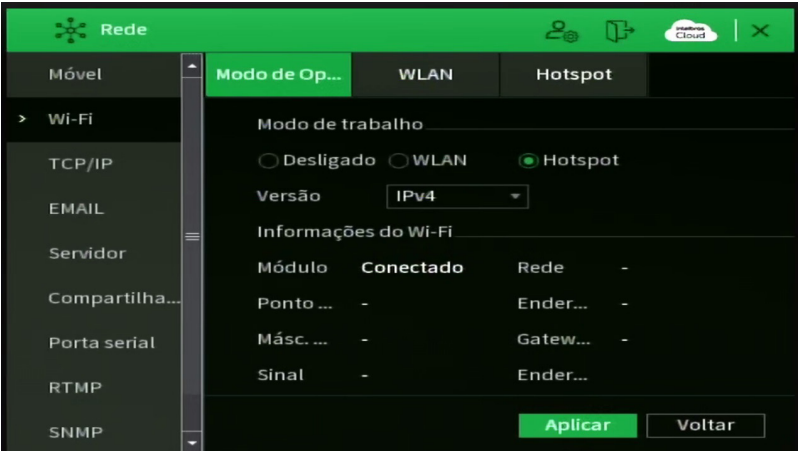 Rede
intelbras
Cloud
Móvel
Modo de Op...
WLAN
Hotspot
> Wi-Fi
Modo de trabalho
TCP/IP
Desligado
WLAN
Hotspot
Versão
IPv4
EMAIL
Informações do Wi-Fi
Servidor
Módulo
Conectado
Rede
-
Compartilha...
Ponto ...
-
Ender...
-
Porta serial
Másc. ...
-
Gatew...
-
RTMP
Sinal
-
Ender...
SNMP
Aplicar
Voltar